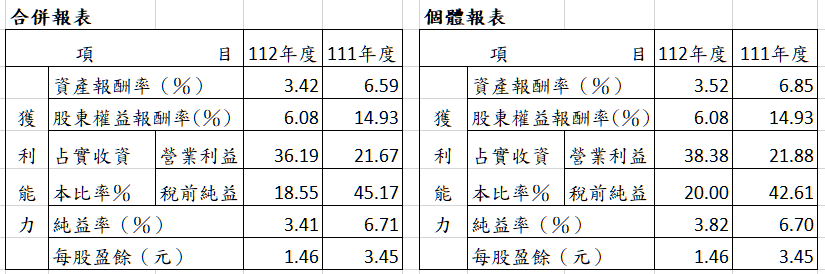 合併報表
項 目 112年度 111年度
資產報酬率（％） 3.42 6.59
獲 股東權益報酬率(％) 6.08 14.93
利 占實收資 營業利益 36.19 21.67
能 本比率％ 稅前純益 18.55 45.17
力 純益率（％） 3.41 6.71
每股盈餘（元） 1.46 3.45
個體報表
項 目 112年度 111年度
資產報酬率（％） 3.52 6.85
獲 股東權益報酬率(％) 6.08 14.93
利 占實收資 營業利益 38.38 21.88
能 本比率％ 稅前純益 20.00 42.61
力 純益率（％） 3.82 6.70
每股盈餘（元） 1.46 3.45